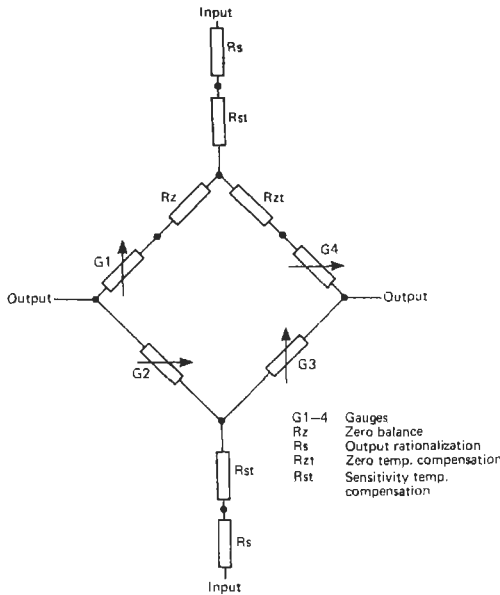 Input
Rs
Rst
Rz
Rzt
G1
G4
Output
Output
G2
G3
G1–4 Gauges
Rz Zero balance
Rs Output rationalization
Rzt Zero temp. compensation
Rst Sensitivity temp.
compensation
Rst
Rs
Input